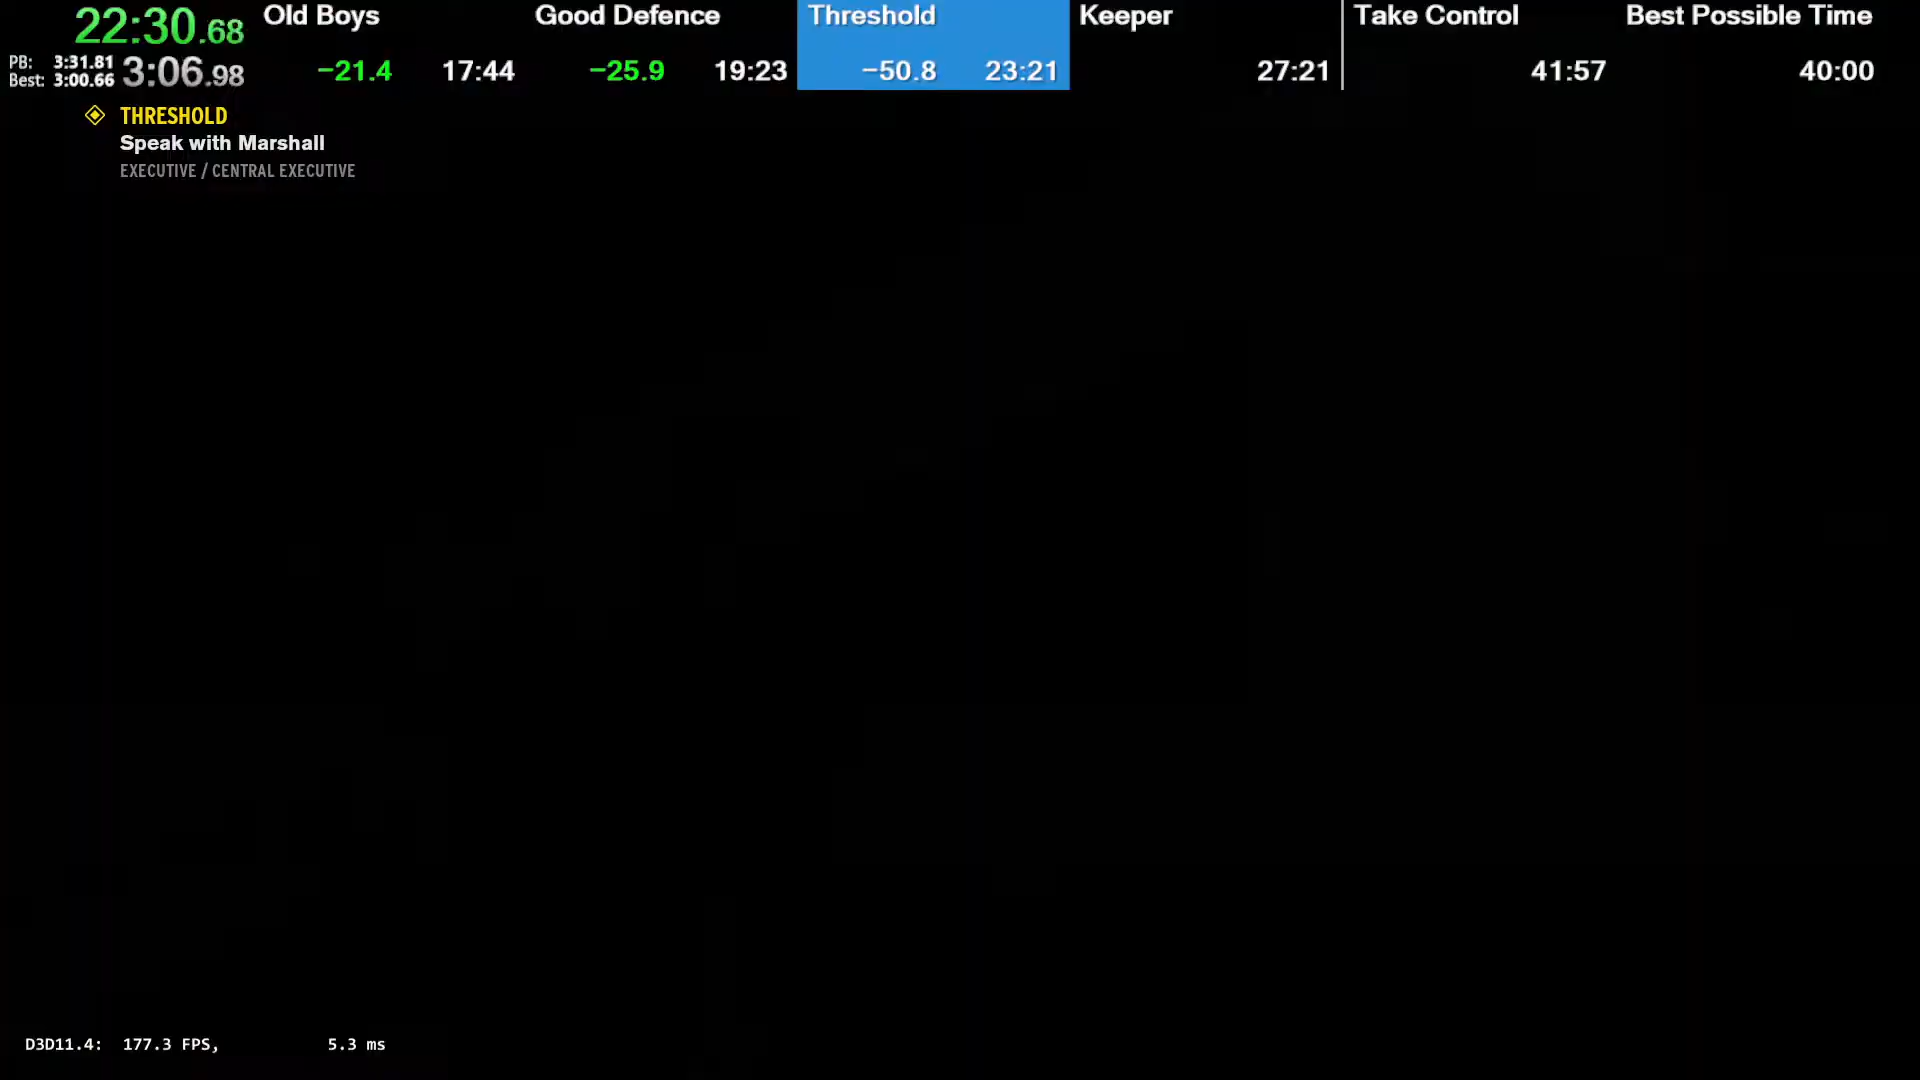 22:30.68
PB: 3:31.81
Best: 3:00.66
3:06.98
Old Boys
−21.4 17:44
Good Defence
−25.9 19:23
Threshold
−50.8 23:21
Keeper
27:21
Take Control
41:57
Best Possible Time
40:00
THRESHOLD
Speak with Marshall
EXECUTIVE / CENTRAL EXECUTIVE
D3D11.4: 177.3 FPS, 5.3 ms